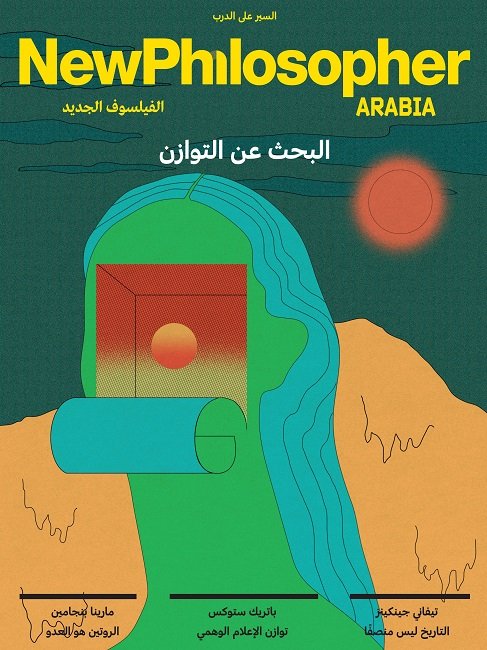 السير على الدرب
NewPhilosopher
ARABIA
الفيلسوف الجديد
البحث عن التوازن
تيفاني جينكينز
التاريخ ليس منصفًا
باتريك ستوكس
توازن الإعلام الوهمي
مارينا بنجامين
الروتين هو العدو